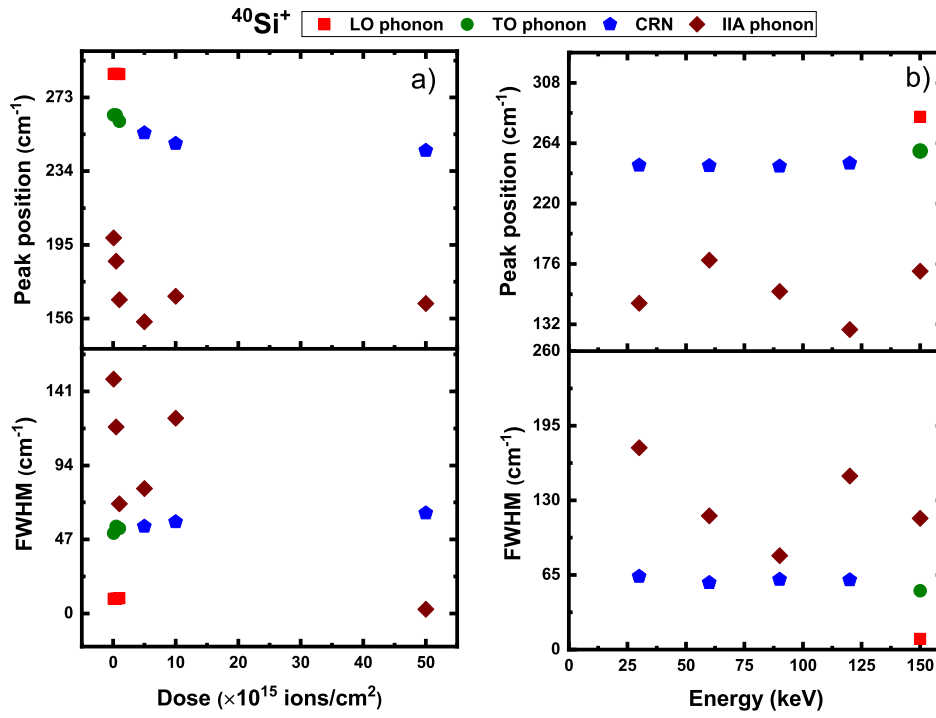 ⁴⁰Si⁺ LO phonon TO phonon CRN IIA phonon
a)
Peak position (cm⁻¹)
273
234
195
156
FWHM (cm⁻¹)
141
94
47
0
0 10 20 30 40 50
Dose (×10¹⁵ ions/cm²)
b)
Peak position (cm⁻¹)
308
264
220
176
132
FWHM (cm⁻¹)
260
195
130
65
0
0 25 50 75 100 125 150
Energy (keV)